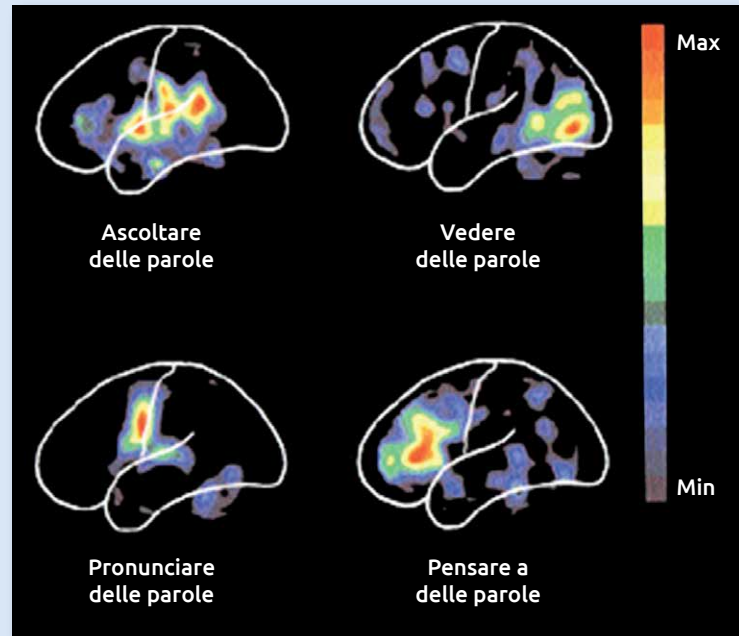 Max
Ascoltare
delle parole
Vedere
delle parole
Min
Pronunciare
delle parole
Pensare a
delle parole